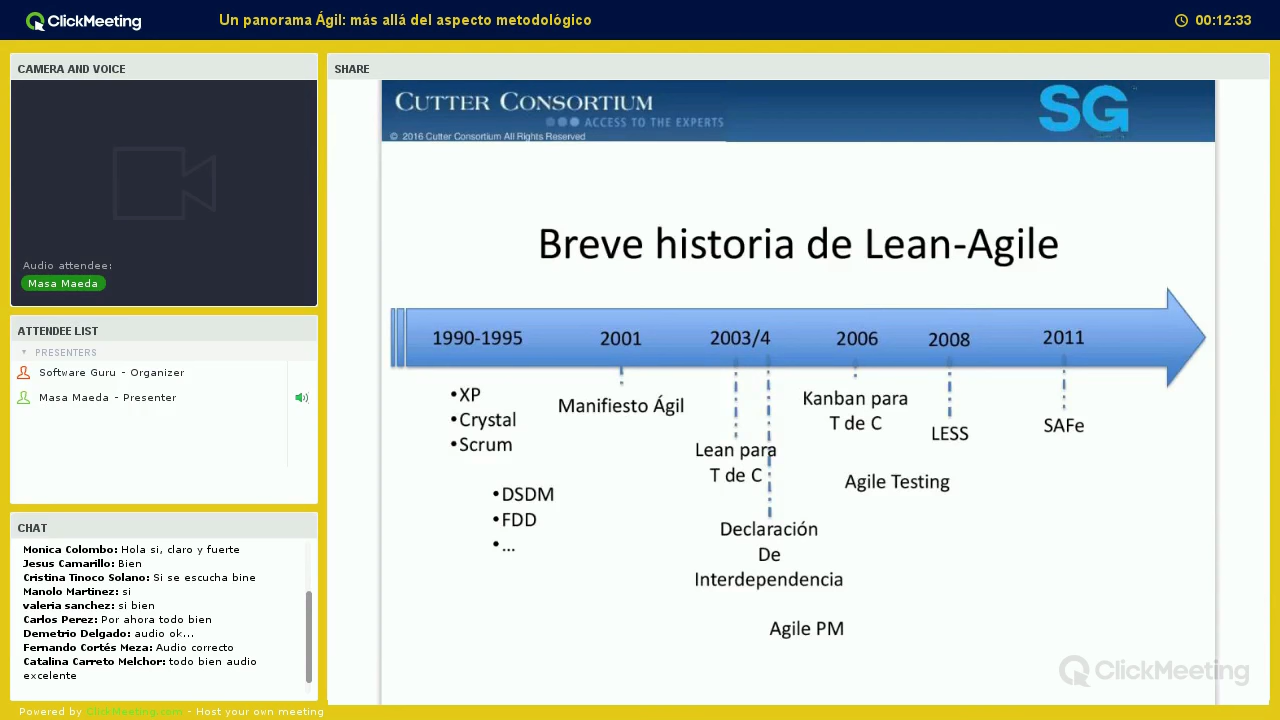 ClickMeeting
Un panorama Ágil: más allá del aspecto metodológico
00:12:33
CAMERA AND VOICE
Audio attendee:
Masa Maeda
ATTENDEE LIST
PRESENTERS
Software Guru - Organizer
Masa Maeda - Presenter
CHAT
Monica Colombo: Hola si, claro y fuerte
Jesus Camarillo: Bien
Cristina Tinoco Solano: Si se escucha bine
Manolo Martinez: si
valeria sanchez: si bien
Carlos Perez: Por ahora todo bien
Demetrio Delgado: audio ok...
Fernando Cortés Meza: Audio correcto
Catalina Carreto Melchor: todo bien audio
excelente
SHARE
CUTTER CONSORTIUM
ACCESS TO THE EXPERTS
© 2016 Cutter Consortium All Rights Reserved
SG
Breve historia de Lean-Agile
1990-1995
2001
2003/4
2006
2008
2011
•XP
•Crystal
•Scrum
•DSDM
•FDD
•...
Manifiesto Ágil
Lean para
T de C
Declaración
De
Interdependencia
Agile PM
Kanban para
T de C
Agile Testing
LESS
SAFe
ClickMeeting
Powered by ClickMeeting.com - Host your own meeting